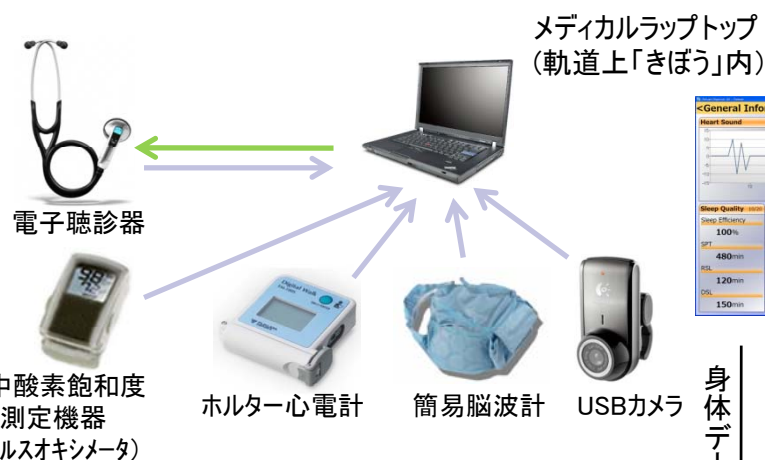 メディカルラップトップ
(軌道上「きぼう」内)
<General Info
Heart Sound
電子聴診器
Sleep Quality
Sleep Efficiency
100%
SPT
480min
RSL
120min
DSL
150min
Digital Walk
中酸素飽和度
測定機器
ルスオキシメータ)
ホルター心電計
簡易脳波計
USBカメラ
身体デー